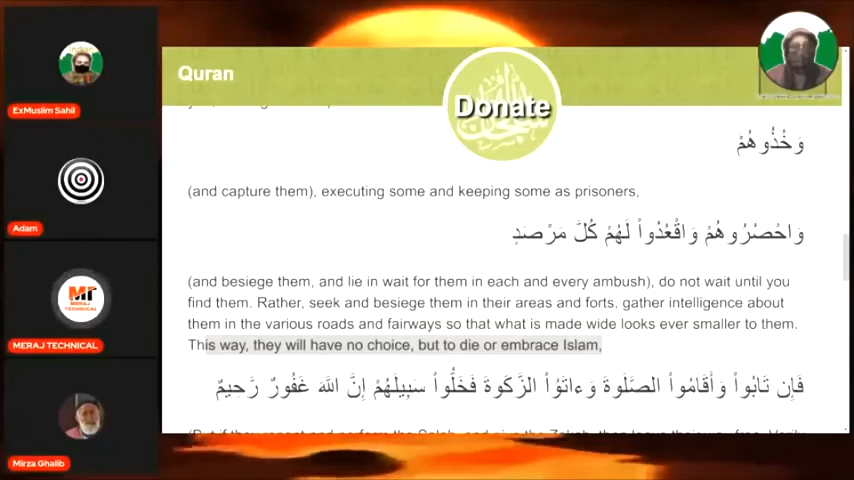 Quran
Donate
ExMuslim Sahil
Adam
MERAJ TECHNICAL
MERAJ TECHNICAL
Mirza Ghalib
وَخُذُوهُمْ
(and capture them), executing some and keeping some as prisoners,
وَاحْصُرُوهُمْ وَاقْعُدُواْ لَهُمْ كُلَّ مَرْصَدٍ
(and besiege them, and lie in wait for them in each and every ambush), do not wait until you
find them. Rather, seek and besiege them in their areas and forts, gather intelligence about
them in the various roads and fairways so that what is made wide looks ever smaller to them.
This way, they will have no choice, but to die or embrace Islam,
فَإِن تَابُواْ وَأَقَامُواْ الصَّلَوةَ وَءاتَوُاْ الزَّكَوةَ فَخَلُّواْ سَبِيلَهُمْ إِنَّ اللَّهَ غَفُورٌ رَّحِيمٌ